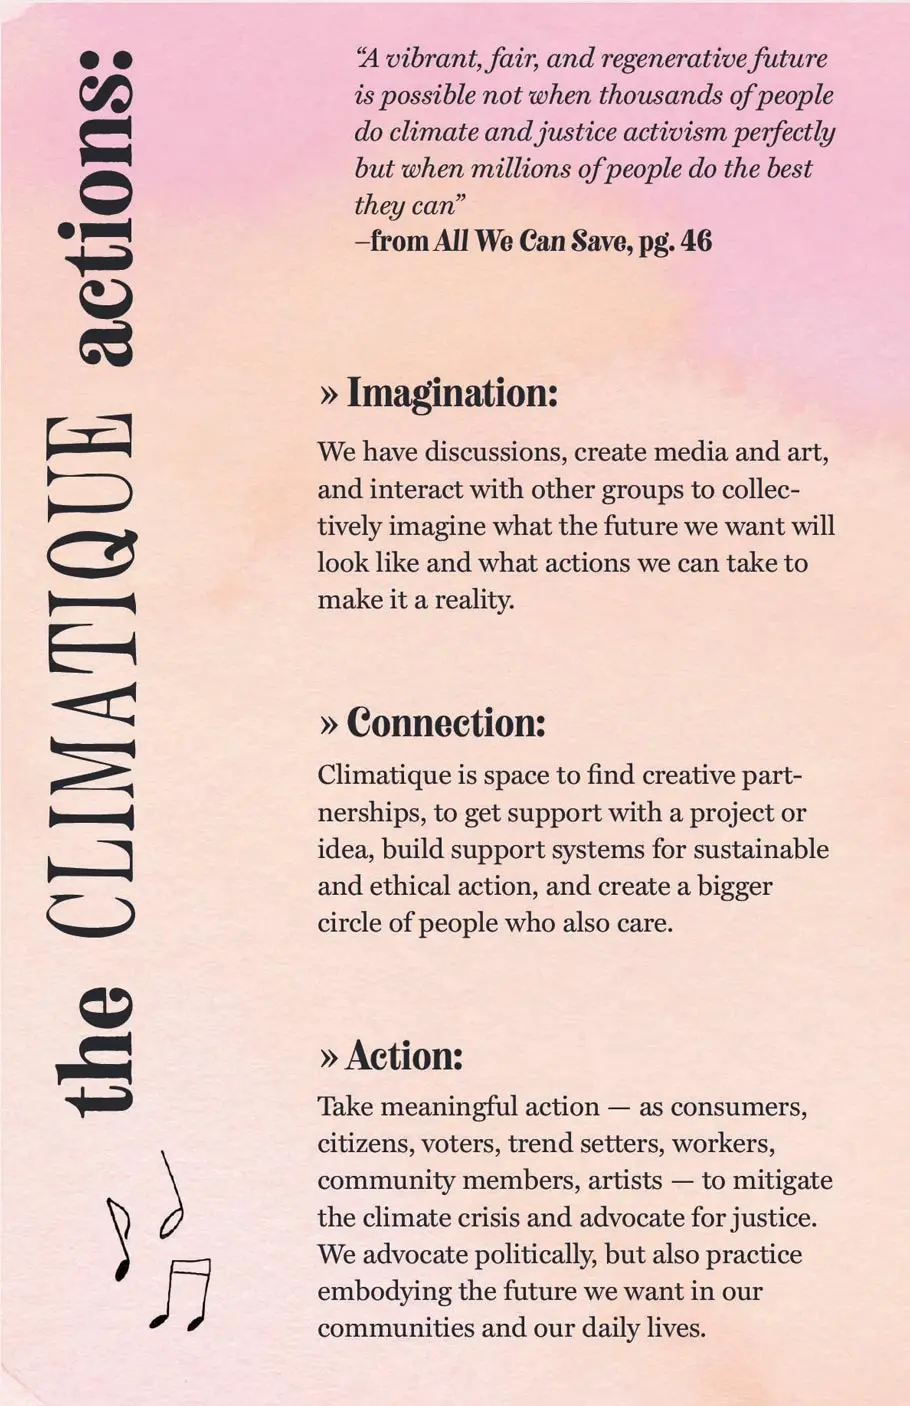 the CLIMATIQUE actions:
“A vibrant, fair, and regenerative future
is possible not when thousands of people
do climate and justice activism perfectly
but when millions of people do the best
they can”
–from All We Can Save, pg. 46
» Imagination:
We have discussions, create media and art,
and interact with other groups to collec-
tively imagine what the future we want will
look like and what actions we can take to
make it a reality.
» Connection:
Climatique is space to find creative part-
nerships, to get support with a project or
idea, build support systems for sustainable
and ethical action, and create a bigger
circle of people who also care.
» Action:
Take meaningful action — as consumers,
citizens, voters, trend setters, workers,
community members, artists — to mitigate
the climate crisis and advocate for justice.
We advocate politically, but also practice
embodying the future we want in our
communities and our daily lives.